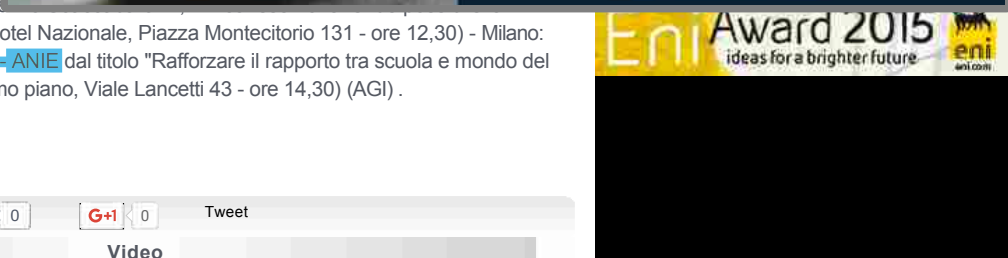 otel Nazionale, Piazza Montecitorio 131 - ore 12,30) - Milano:
- ANIE dal titolo "Rafforzare il rapporto tra scuola e mondo del
no piano, Viale Lancetti 43 - ore 14,30) (AGI) .
0
G+1
0
Tweet
Video
Eni Award 2015
ideas for a brighter future
eni
eni.com